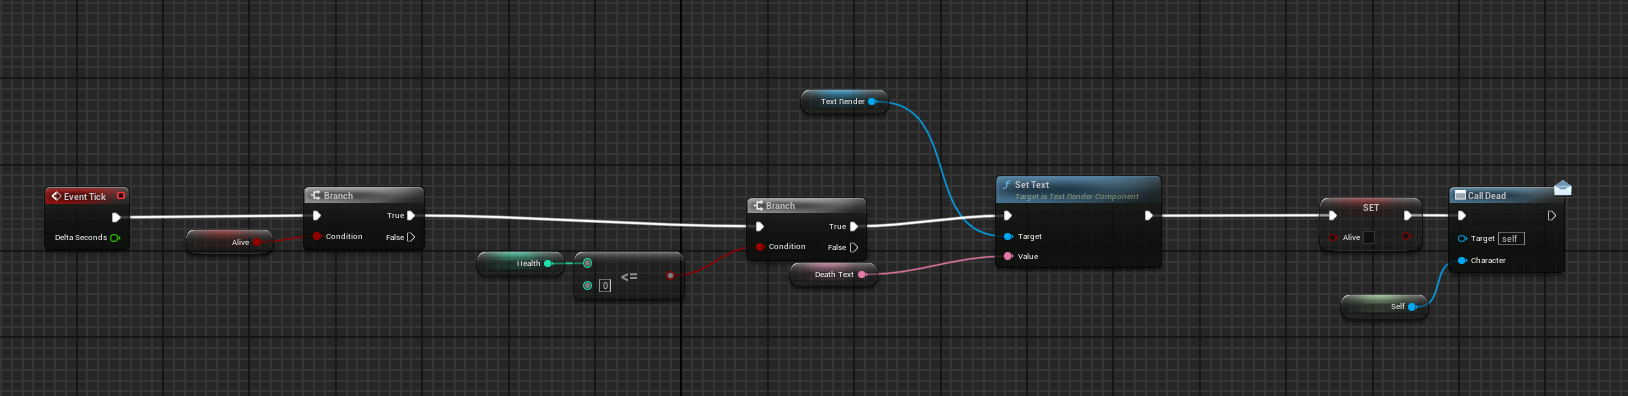 Text Render
Event Tick
Delta Seconds
Alive
Branch
True
Condition
False
Health
0
<=
Branch
True
Condition
False
Death Text
Set Text
Target is Text Render Component
Target
Value
SET
Alive
Call Dead
Target self
Character
Self